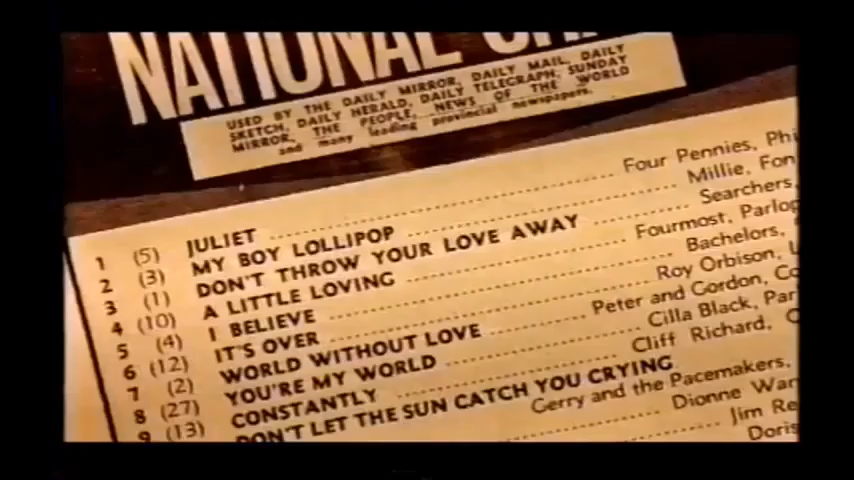 NATIONAL
USED BY THE DAILY MIRROR, DAILY MAIL, DAILY
SKETCH, DAILY HERALD, DAILY TELEGRAPH, SUNDAY
MIRROR, THE PEOPLE, NEWS OF THE WORLD
and many leading provincial newspapers.
1 (5) JULIET Four Pennies,
2 (3) MY BOY LOLLIPOP Millie,
3 (1) DON'T THROW YOUR LOVE AWAY Searchers,
4 (10) A LITTLE LOVING Fourmost,
5 (4) I BELIEVE Bachelors,
6 (12) IT'S OVER Roy Orbison,
7 (2) WORLD WITHOUT LOVE Peter and Gordon,
8 (27) YOU'RE MY WORLD Cilla Black,
9 (13) CONSTANTLY Cliff Richard,
DON'T LET THE SUN CATCH YOU CRYING
Gerry and the Pacemakers,
Dionne
Jim
Doris